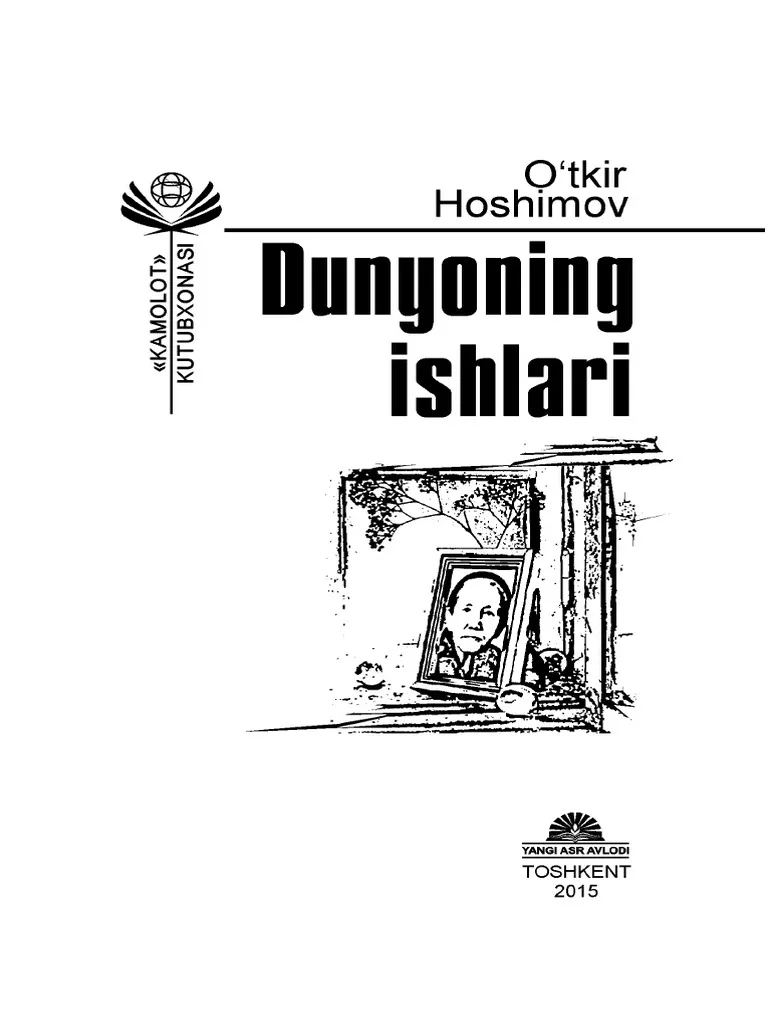 O‘tkir
Hoshimov
«KAMOLOT»
KUTUBXONASI
Dunyoning
ishlari
YANGI ASR AVLODI
TOSHKENT
2015